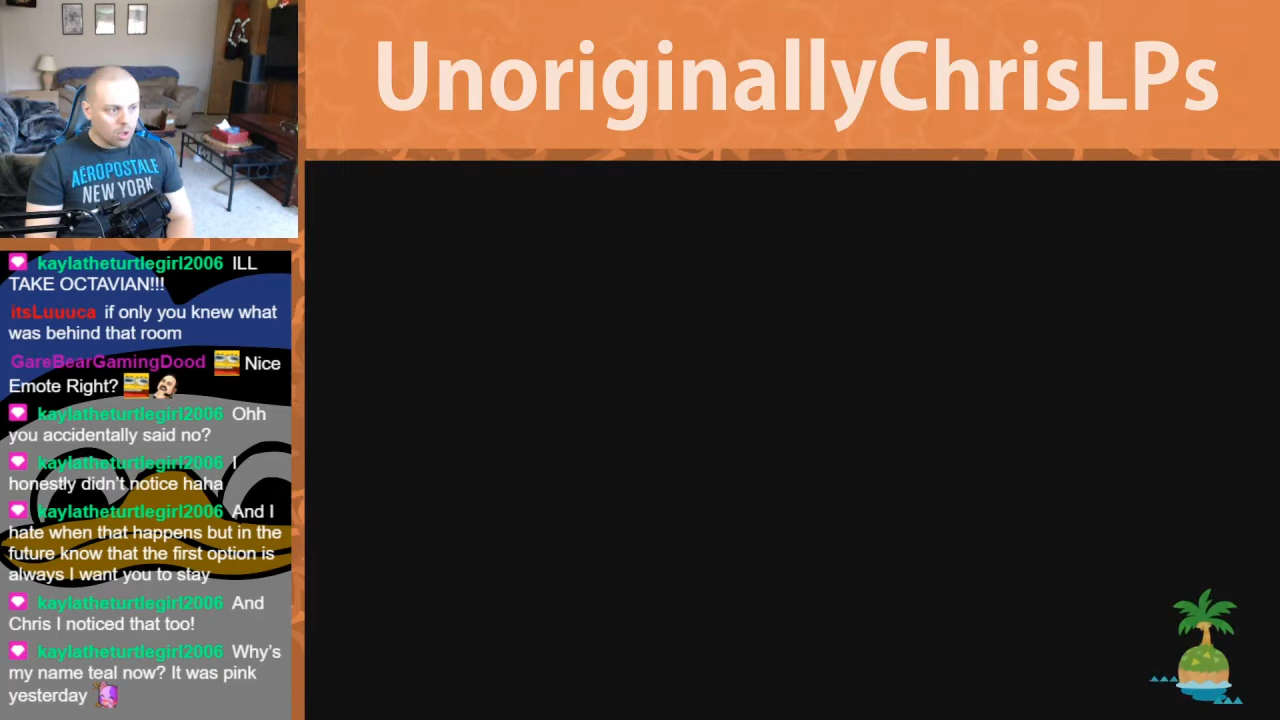 UnoriginallyChrisLPs
AÉROPOSTALE
NEW YORK
kaylatheturtlegirl2006 ILL
TAKE OCTAVIAN!!!
itsLuuuca if only you knew what
was behind that room
GareBearGamingDood Nice
Emote Right?
kaylatheturtlegirl2006 Ohh
you accidentally said no?
kaylatheturtlegirl2006 I
honestly didn't notice haha
kaylatheturtlegirl2006 And I
hate when that happens but in the
future know that the first option is
always I want you to stay
kaylatheturtlegirl2006 And
Chris I noticed that too!
kaylatheturtlegirl2006 Why's
my name teal now? It was pink
yesterday